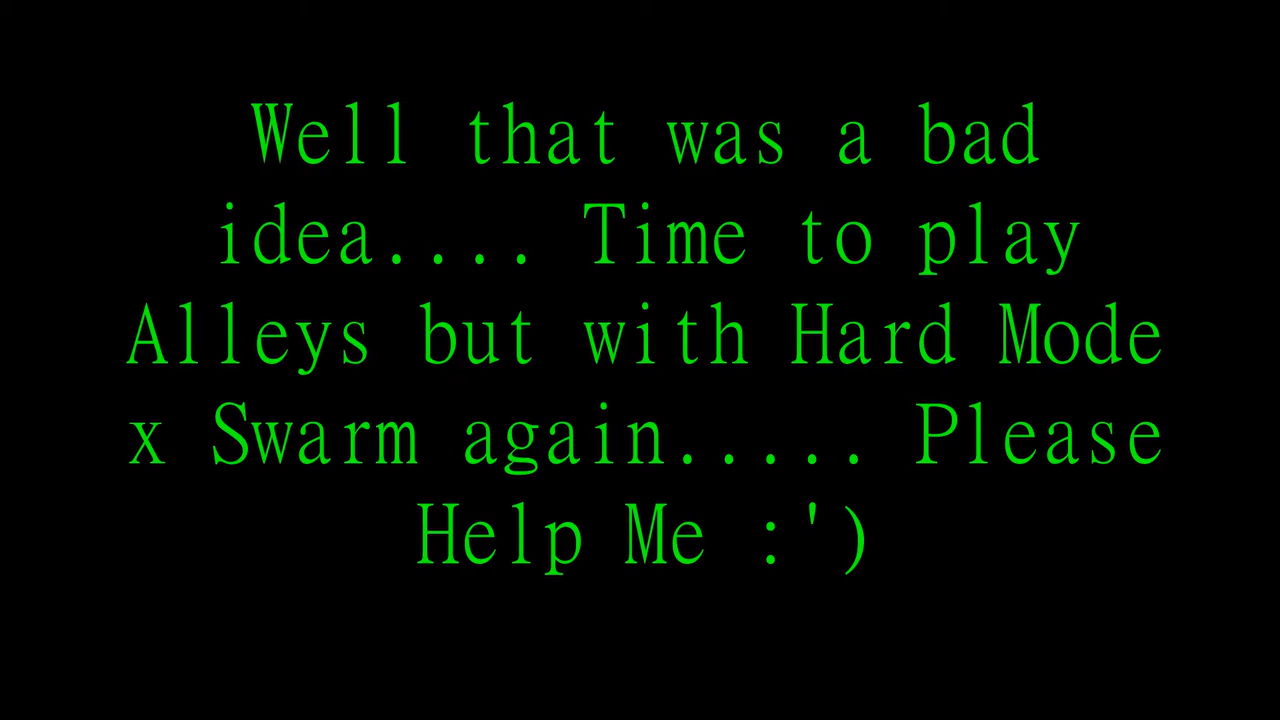 Well that was a bad
idea.... Time to play
Alleys but with Hard Mode
x Swarm again..... Please
Help Me :')